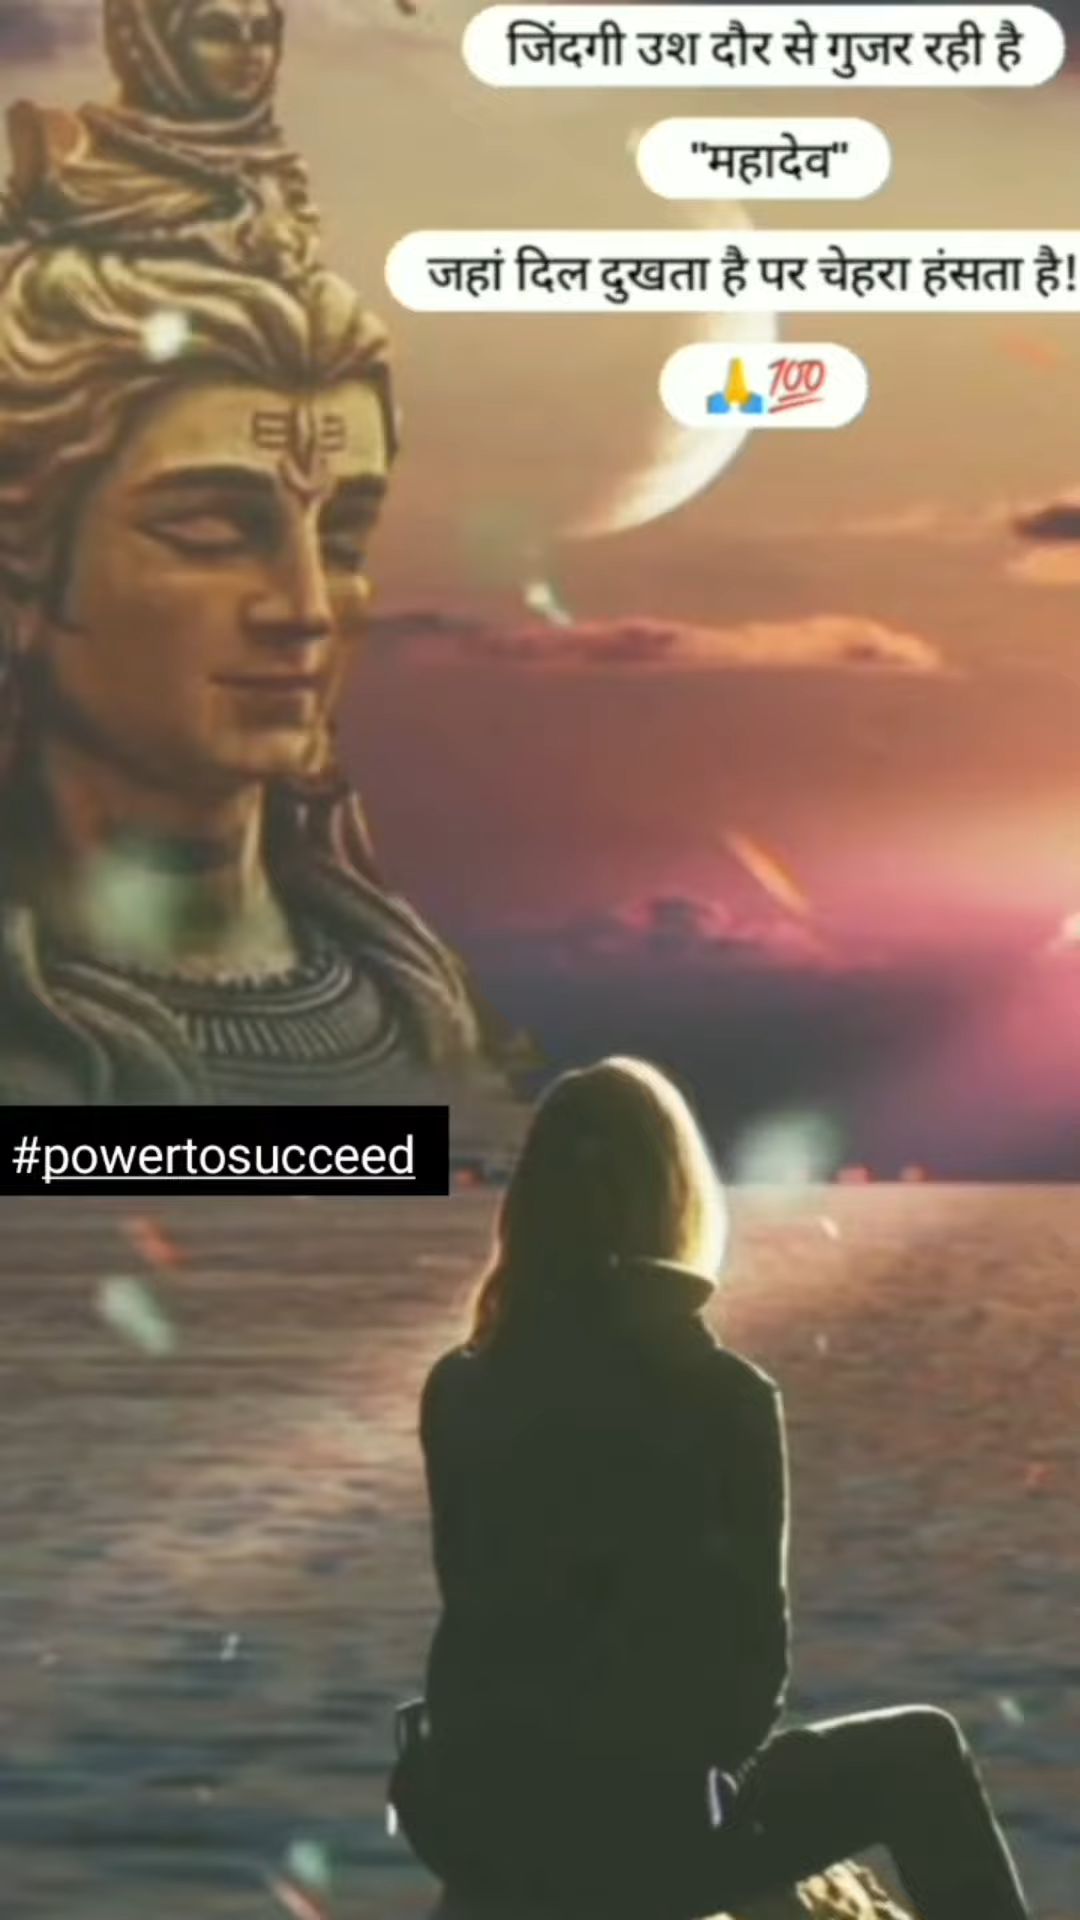 जिंदगी उश दौर से गुजर रही है
"महादेव"
जहां दिल दुखता है पर चेहरा हंसता है!
🙏💯
#powertosucceed